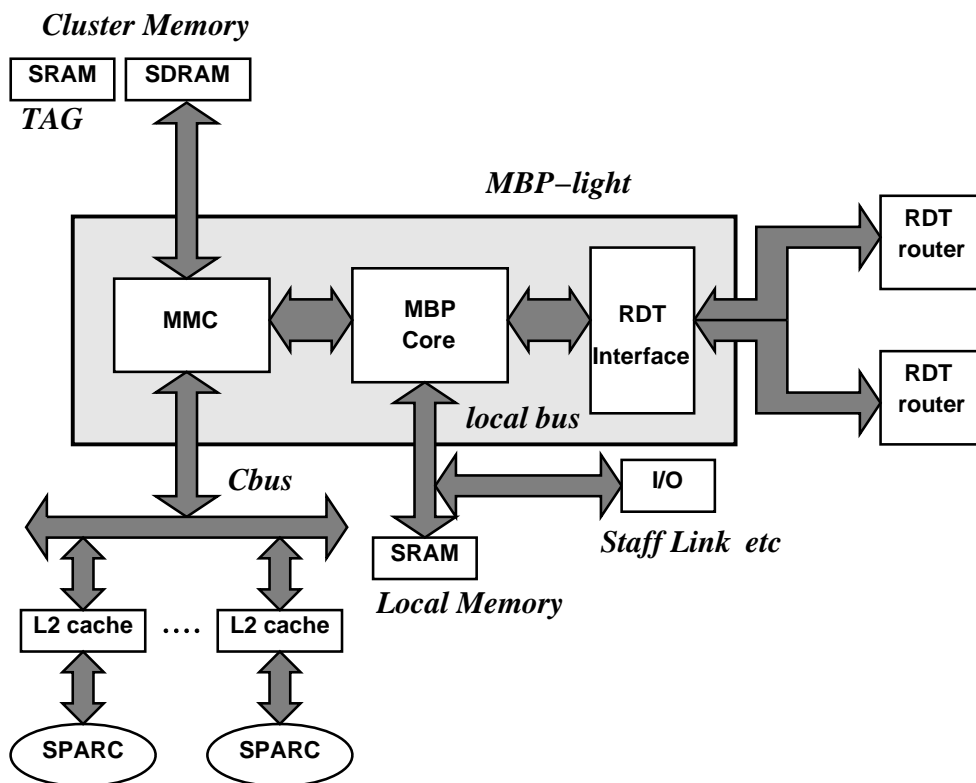 Cluster Memory
SRAM
SDRAM
TAG
MBP−light
RDT
router
MMC
MBP
Core
RDT
Interface
RDT
router
local bus
Cbus
I/O
SRAM
Staff Link etc
Local Memory
L2 cache
....
L2 cache
SPARC
SPARC